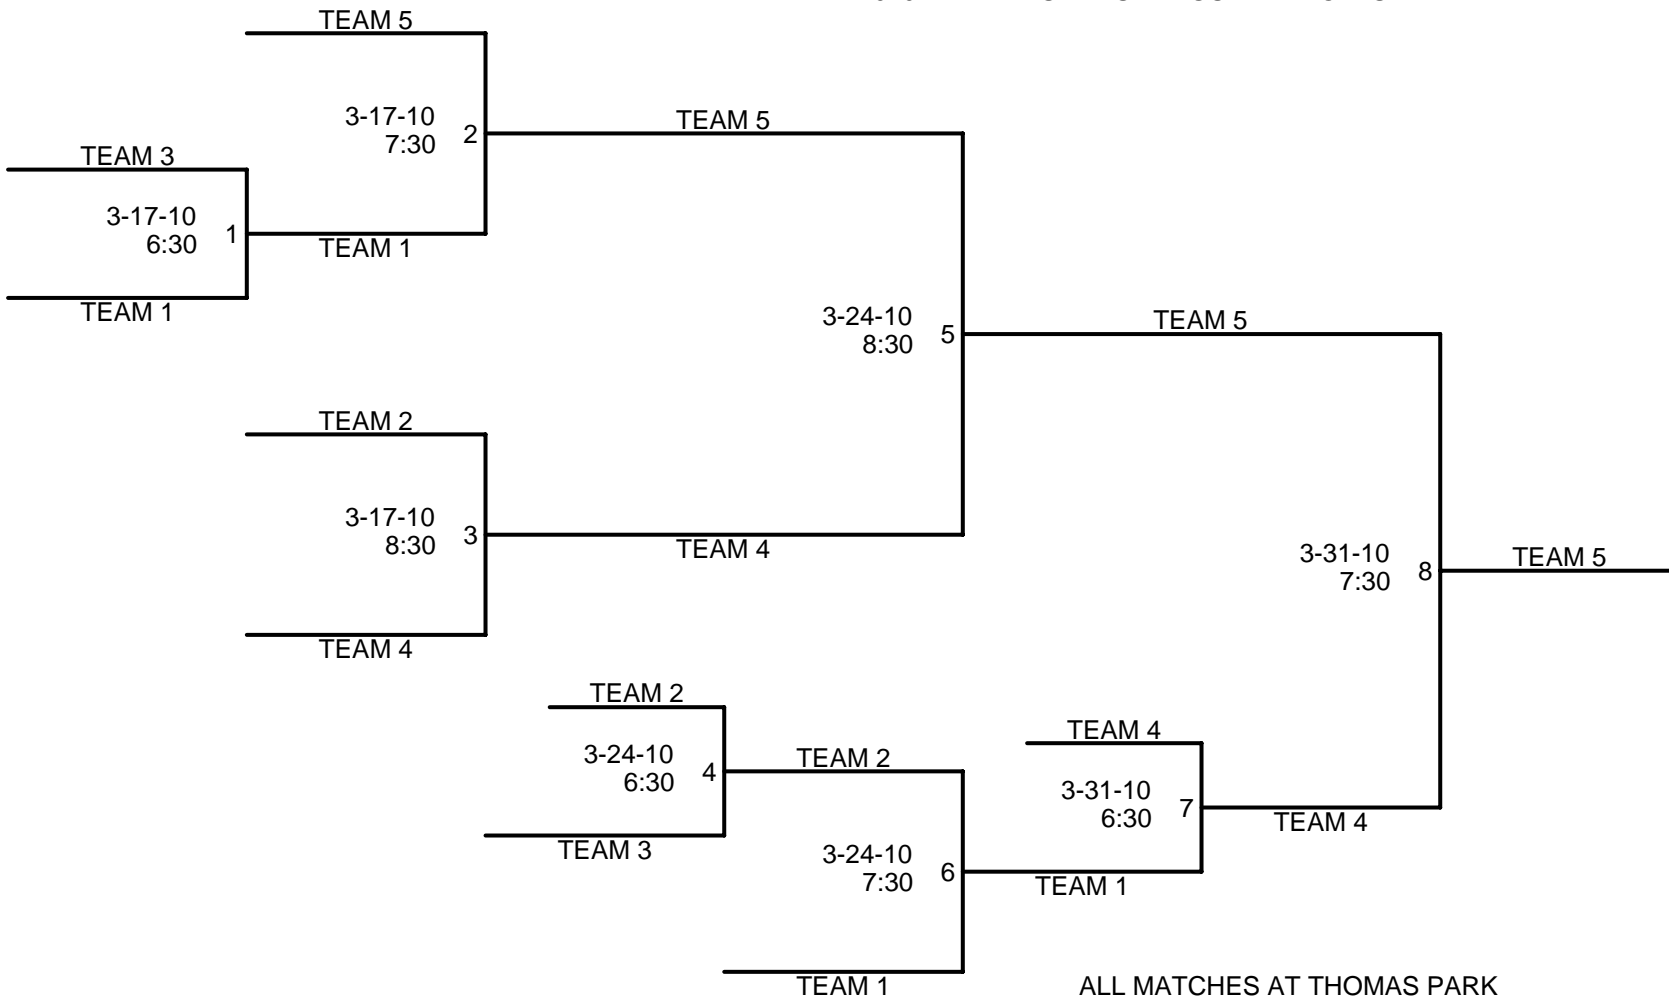 TEAM 5
3-17-10
7:30
2
TEAM 5
TEAM 3
3-17-10
6:30
1
TEAM 1
TEAM 1
3-24-10
8:30
5
TEAM 5
TEAM 2
3-17-10
8:30
3
TEAM 4
3-31-10
7:30
8
TEAM 5
TEAM 4
TEAM 2
3-24-10
6:30
4
TEAM 2
TEAM 4
3-31-10
6:30
7
TEAM 4
TEAM 3
3-24-10
7:30
6
TEAM 1
TEAM 1
ALL MATCHES AT THOMAS PARK